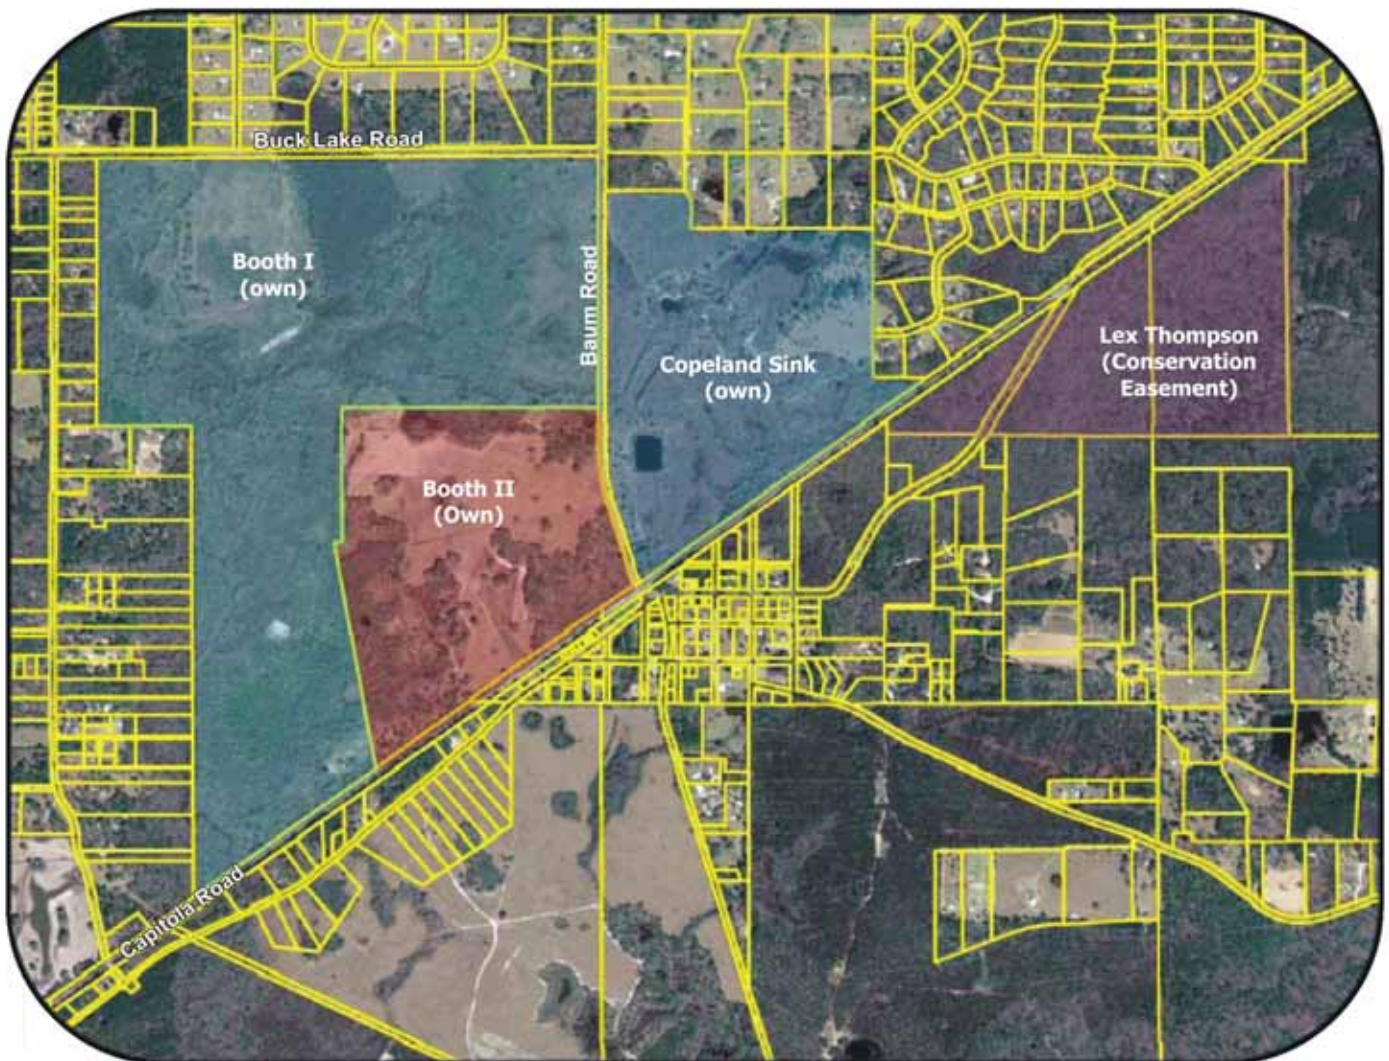 Buck Lake Road
Booth I
(own)
Baum Road
Copeland Sink
(own)
Lex Thompson
(Conservation
Easement)
Booth II
(Own)
Capitola Road